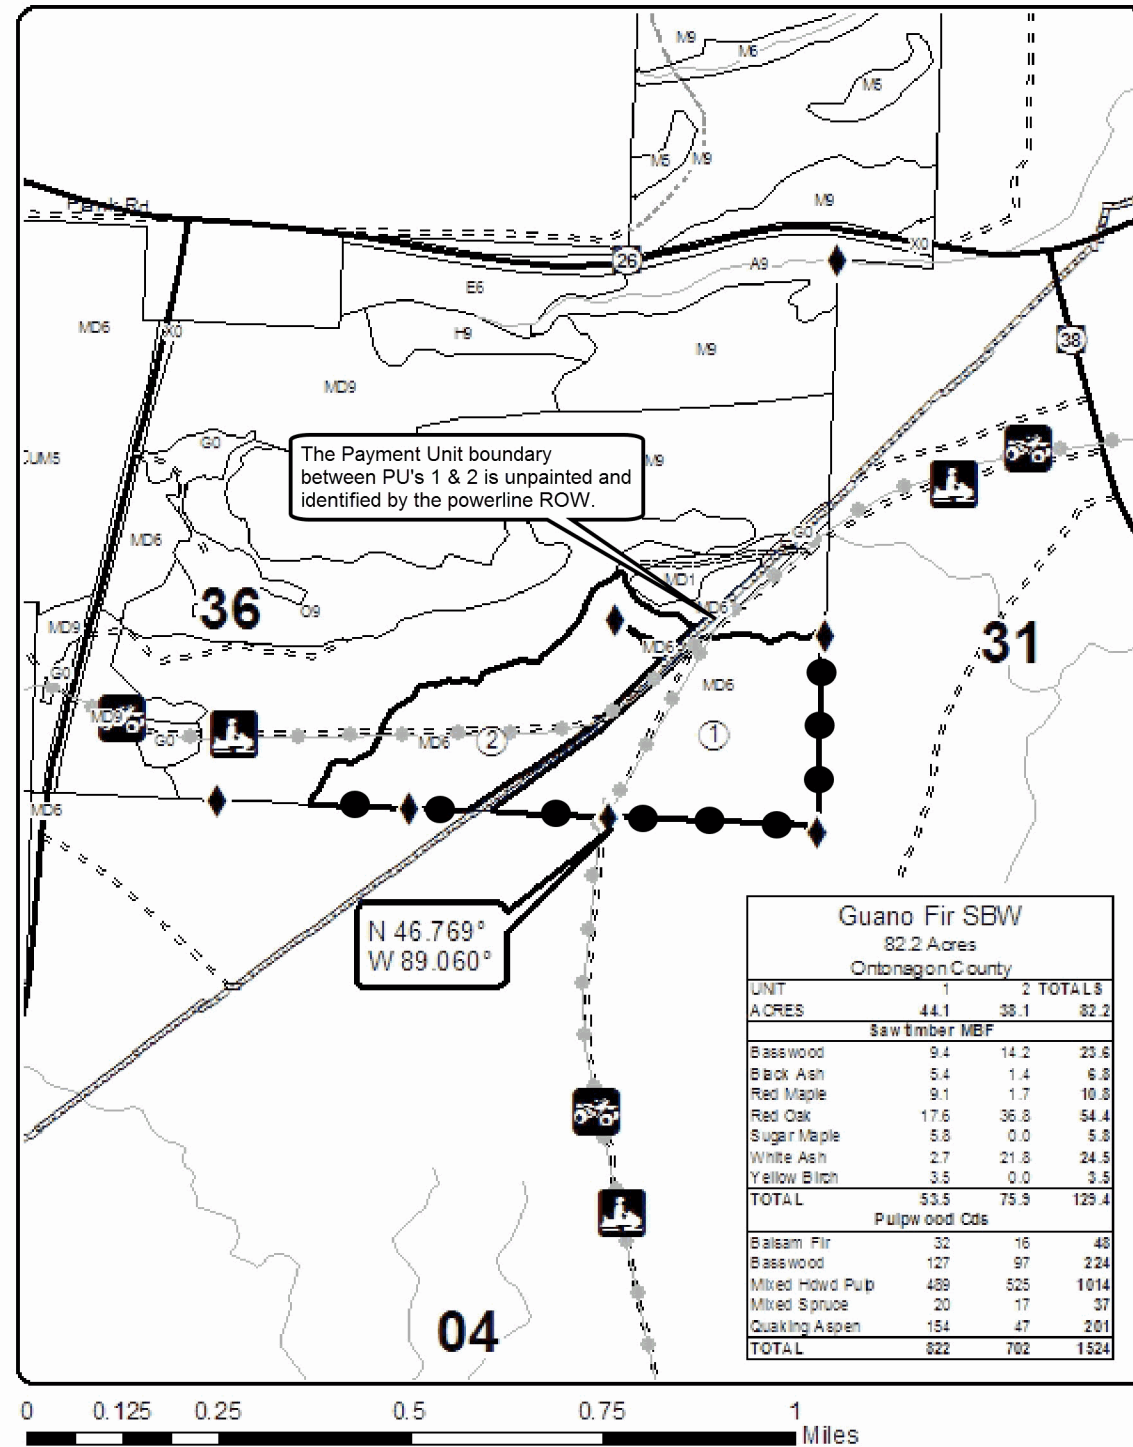 M9
M6
M5
M5
M9
M9
X0
26
A9
E6
MD6
X0
H9
M9
38
MD9
G0
The Payment Unit boundary
between PU's 1 & 2 is unpainted and
identified by the powerline ROW.
M9
MD6
G0
MD1
36
O9
MD6
MD9
MD6
31
G0
MD6
MD9
G0
MD6
2
1
MD6
N 46.769°
W 89.060°
Guano Fir SBW
82.2 Acres
Ontonagon County
UNIT 1 2 TOTALS
ACRES 44.1 38.1 82.2
Sawtimber MBF
Basswood 9.4 14.2 23.6
Black Ash 5.4 1.4 6.8
Red Maple 9.1 1.7 10.8
Red Oak 17.6 36.8 54.4
Sugar Maple 5.8 0.0 5.8
White Ash 2.7 21.8 24.5
Yellow Birch 3.5 0.0 3.5
TOTAL 53.5 75.9 129.4
Pulpwood Cds
Balsam Fir 32 16 48
Basswood 127 97 224
Mixed Hdwd Pulp 489 525 1014
Mixed Spruce 20 17 37
Quaking Aspen 154 47 201
TOTAL 822 702 1524
04
0 0.125 0.25 0.5 0.75 1
Miles